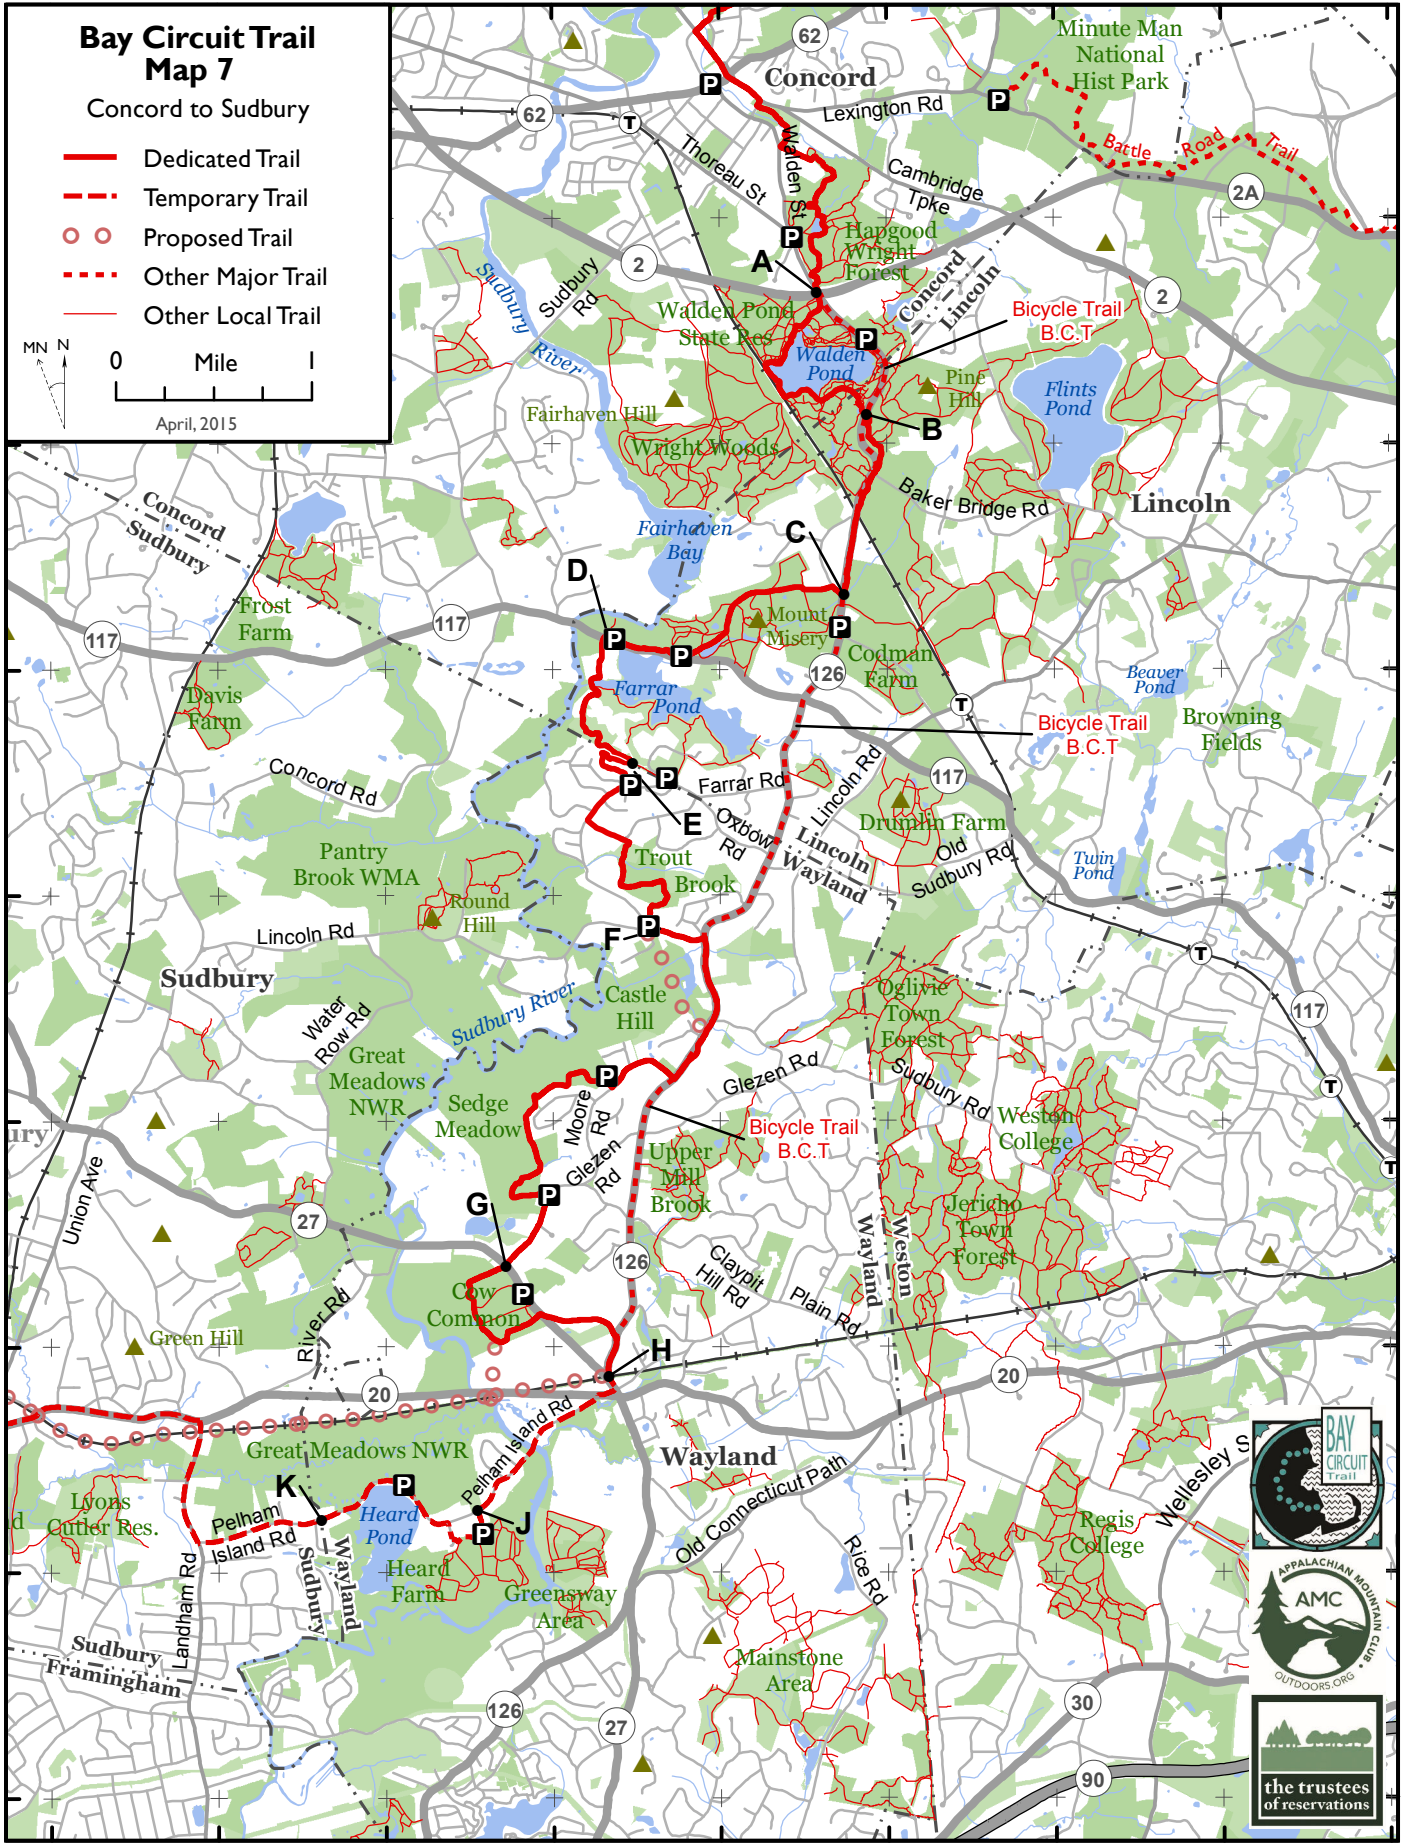 Bay Circuit Trail
Map 7
Concord to Sudbury
Dedicated Trail
Temporary Trail
Proposed Trail
Other Major Trail
Other Local Trail
MN N
0 Mile 1
April, 2015
62
Concord
Minute Man
National
Hist Park
P
P
Lexington Rd
62
T
Walden St
Thoreau St
Cambridge
Tpke
Battle Road Trail
2A
P
Hapgood
Wright
Forest
A
2
Sudbury
Rd
Sudbury
River
Concord
Lincoln
2
Walden Pond
State Res
Bicycle Trail
B.C.T
P
Walden
Pond
Pine
Hill
Flints
Pond
Fairhaven Hill
B
Wright Woods
Baker Bridge Rd
Lincoln
Concord
Sudbury
Fairhaven
Bay
C
D
Frost
Farm
117
117
Mount
Misery
P
P
P
Codman
Farm
126
Davis
Farm
Farrar
Pond
T
Beaver
Pond
Browning
Fields
Bicycle Trail
B.C.T
Concord Rd
P
P
Farrar Rd
Lincoln Rd
117
E
Oxbow
Rd
Lincoln
Wayland
Drumlin Farm
Old
Sudbury Rd
Pantry
Brook WMA
Trout
Brook
Twin
Pond
Round
Hill
Lincoln Rd
F
P
Sudbury
T
Castle
Hill
Oglivie
Town
Forest
Water
Row Rd
Sudbury River
117
Great
Meadows
NWR
P
Glezen Rd
T
Sedge
Meadow
Moore
Rd
Sudbury Rd
Weston
College
ury
Bicycle Trail
B.C.T
Upper
Mill
Brook
T
Union Ave
Glezen
Rd
P
G
Jericho
Town
Forest
27
Wayland
Weston
126
Claypit
Hill Rd
Cow
Common
P
Plain Rd
River Rd
Green Hill
H
20
20
Pelham Island Rd
Great Meadows NWR
Wayland
Wellesley S
BAY
CIRCUIT
Trail
K
P
Old Connecticut Path
Lyons
Cutler Res.
d
Pelham
Island Rd
Heard
Pond
J
P
Regis
College
Rice Rd
Sudbury
Wayland
Heard
Farm
Greensway
Area
Landham Rd
APPALACHIAN MOUNTAIN CLUB
AMC
OUTDOORS.ORG
Sudbury
Framingham
Mainstone
Area
126
27
30
90
the trustees
of reservations